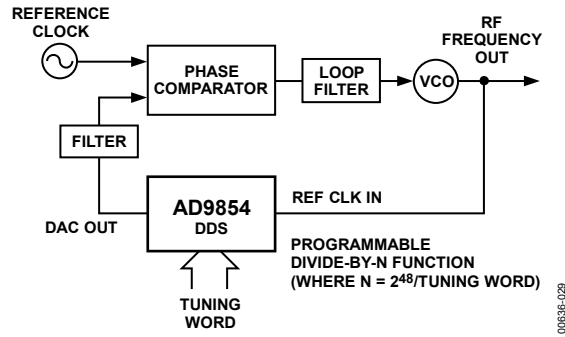 REFERENCE
CLOCK
RF
FREQUENCY
OUT
PHASE
COMPARATOR
LOOP
FILTER
VCO
FILTER
AD9854
DDS
REF CLK IN
DAC OUT
PROGRAMMABLE
DIVIDE-BY-N FUNCTION
(WHERE N = 2⁴⁸/TUNING WORD)
TUNING
WORD
00636-029